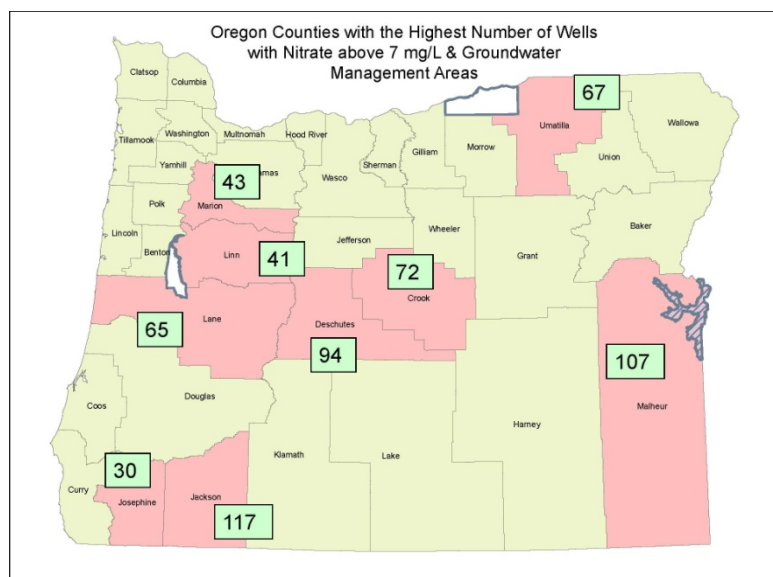 Oregon Counties with the Highest Number of Wells
with Nitrate above 7 mg/L & Groundwater
Management Areas
Clatsop
Columbia
67
Tillamook
Washington
Multnomah
Hood River
Umatilla
Wallowa
Yamhill
43
amas
Wasco
Sherman
Gilliam
Morrow
Union
Polk
Marion
Lincoln
Benton
Linn
41
Jefferson
Wheeler
Grant
Baker
72
Crook
65
Lane
Deschutes
94
107
Malheur
Coos
Douglas
Harney
Klamath
Lake
30
Curry
Josephine
Jackson
117